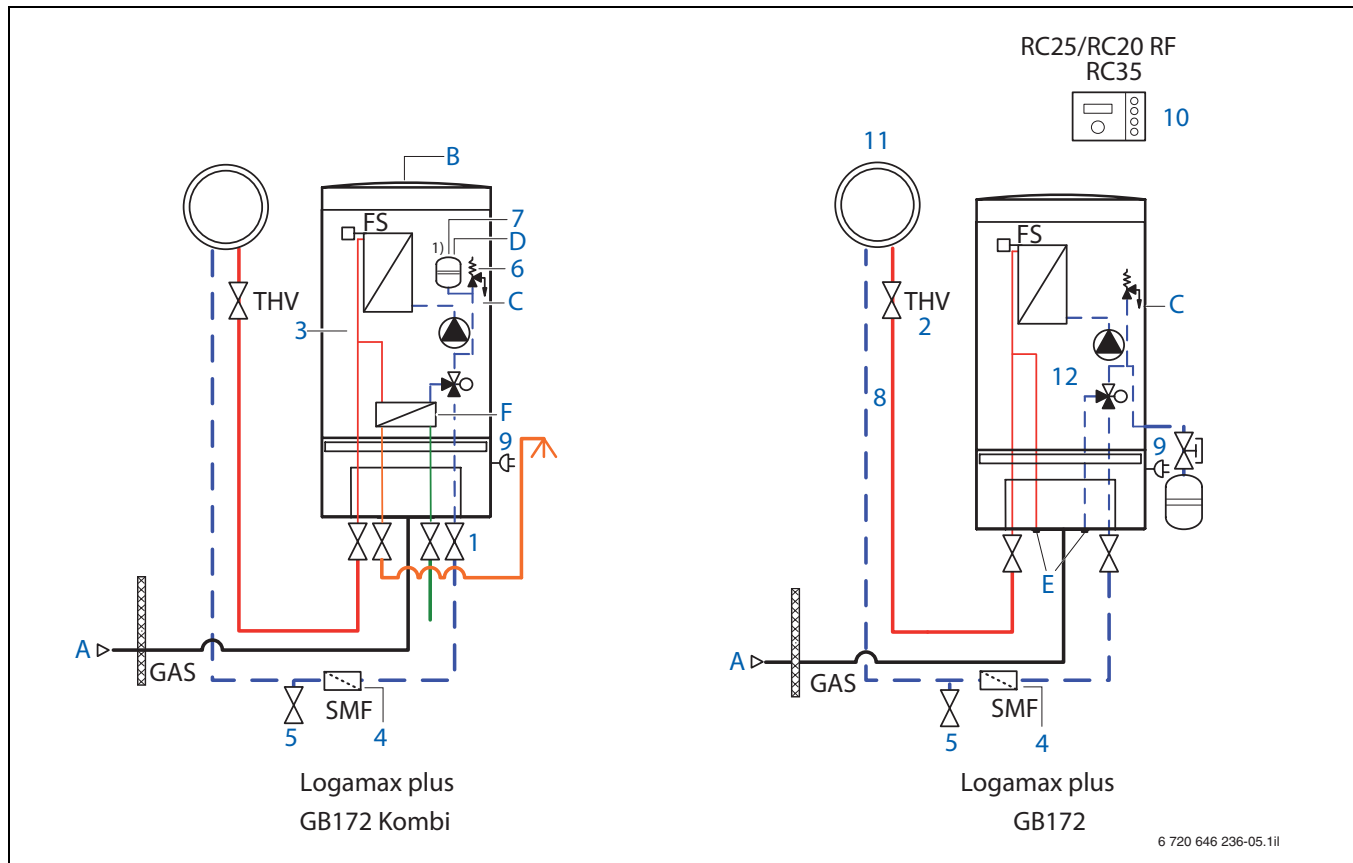 RC25/RC20 RF
RC35
10
11
B
7
FS
1)
D
6
C
THV
3
F
9
1
A
GAS
SMF
5
4
Logamax plus
GB172 Kombi
FS
THV
C
2
12
8
9
E
A
GAS
SMF
5
4
Logamax plus
GB172
6 720 646 236-05.1il